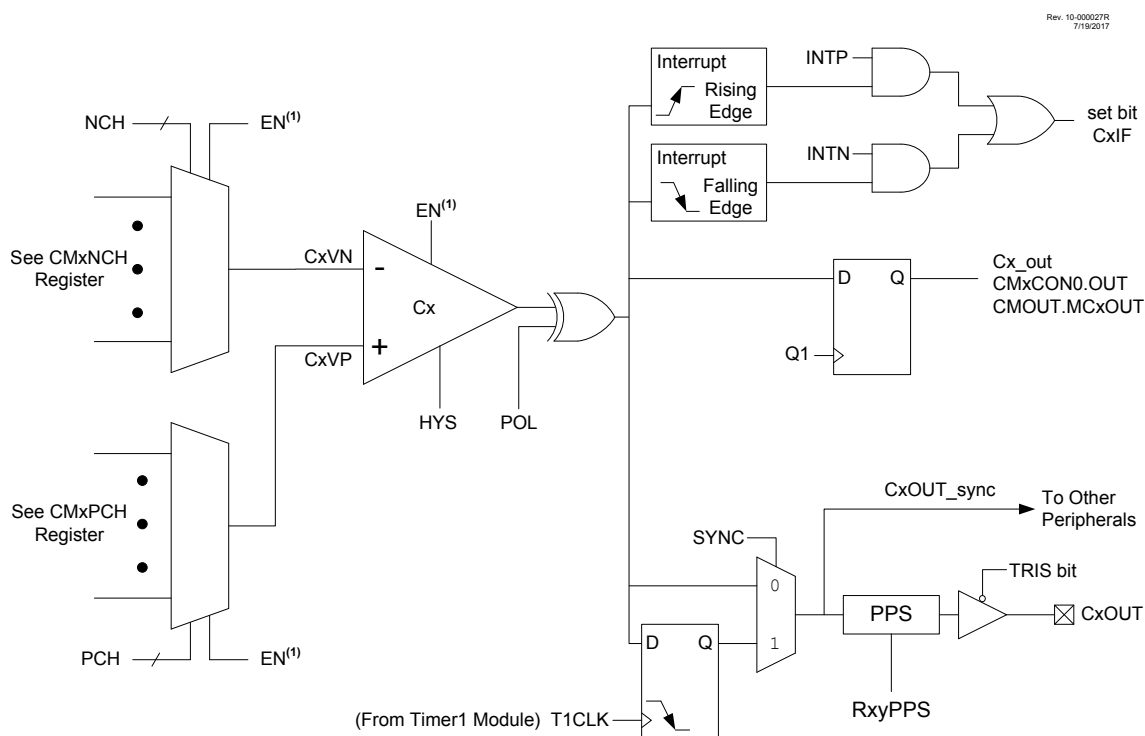 Rev. 10-000027R
7/19/2017
Interrupt
Rising
Edge
INTP
set bit
CxIF
Interrupt
Falling
Edge
INTN
NCH
EN(1)
See CMxNCH
Register
CxVN
EN(1)
-
Cx
+
CxVP
HYS
POL
D
Q
Q1
Cx_out
CMxCON0.OUT
CMOUT.MCxOUT
See CMxPCH
Register
PCH
EN(1)
CxOUT_sync
To Other
Peripherals
SYNC
0
1
TRIS bit
PPS
CxOUT
RxyPPS
D
Q
(From Timer1 Module) T1CLK